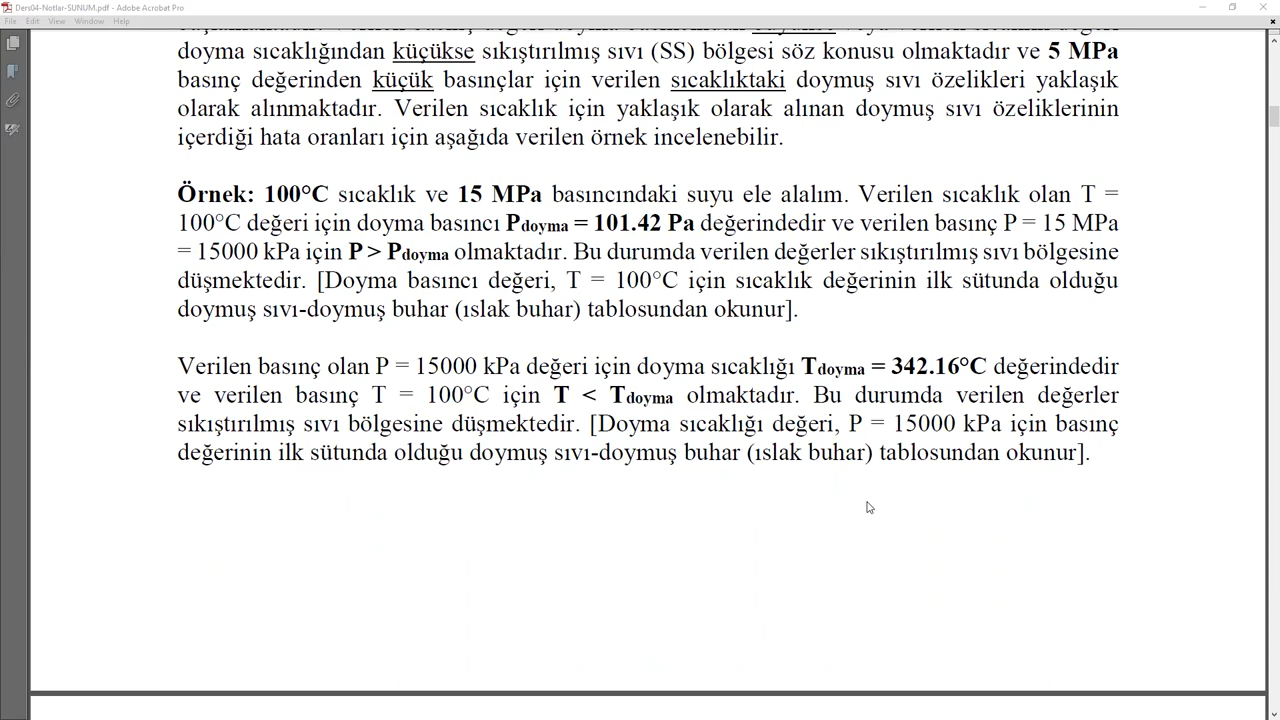 Ders04-Notlar-SUNUM.pdf - Adobe Acrobat Pro
File Edit View Window Help
doyma sıcaklığından küçükse sıkıştırılmış sıvı (SS) bölgesi söz konusu olmaktadır ve 5 MPa
basınç değerinden küçük basınçlar için verilen sıcaklıktaki doymuş sıvı özelikleri yaklaşık
olarak alınmaktadır. Verilen sıcaklık için yaklaşık olarak alınan doymuş sıvı özeliklerinin
içerdiği hata oranları için aşağıda verilen örnek incelenebilir.
Örnek: 100°C sıcaklık ve 15 MPa basıncındaki suyu ele alalım. Verilen sıcaklık olan T =
100°C değeri için doyma basıncı Pdoyma = 101.42 Pa değerindedir ve verilen basınç P = 15 MPa
= 15000 kPa için P > Pdoyma olmaktadır. Bu durumda verilen değerler sıkıştırılmış sıvı bölgesine
düşmektedir. [Doyma basıncı değeri, T = 100°C için sıcaklık değerinin ilk sütunda olduğu
doymuş sıvı-doymuş buhar (ıslak buhar) tablosundan okunur].
Verilen basınç olan P = 15000 kPa değeri için doyma sıcaklığı Tdoyma = 342.16°C değerindedir
ve verilen basınç T = 100°C için T < Tdoyma olmaktadır. Bu durumda verilen değerler
sıkıştırılmış sıvı bölgesine düşmektedir. [Doyma sıcaklığı değeri, P = 15000 kPa için basınç
değerinin ilk sütunda olduğu doymuş sıvı-doymuş buhar (ıslak buhar) tablosundan okunur].